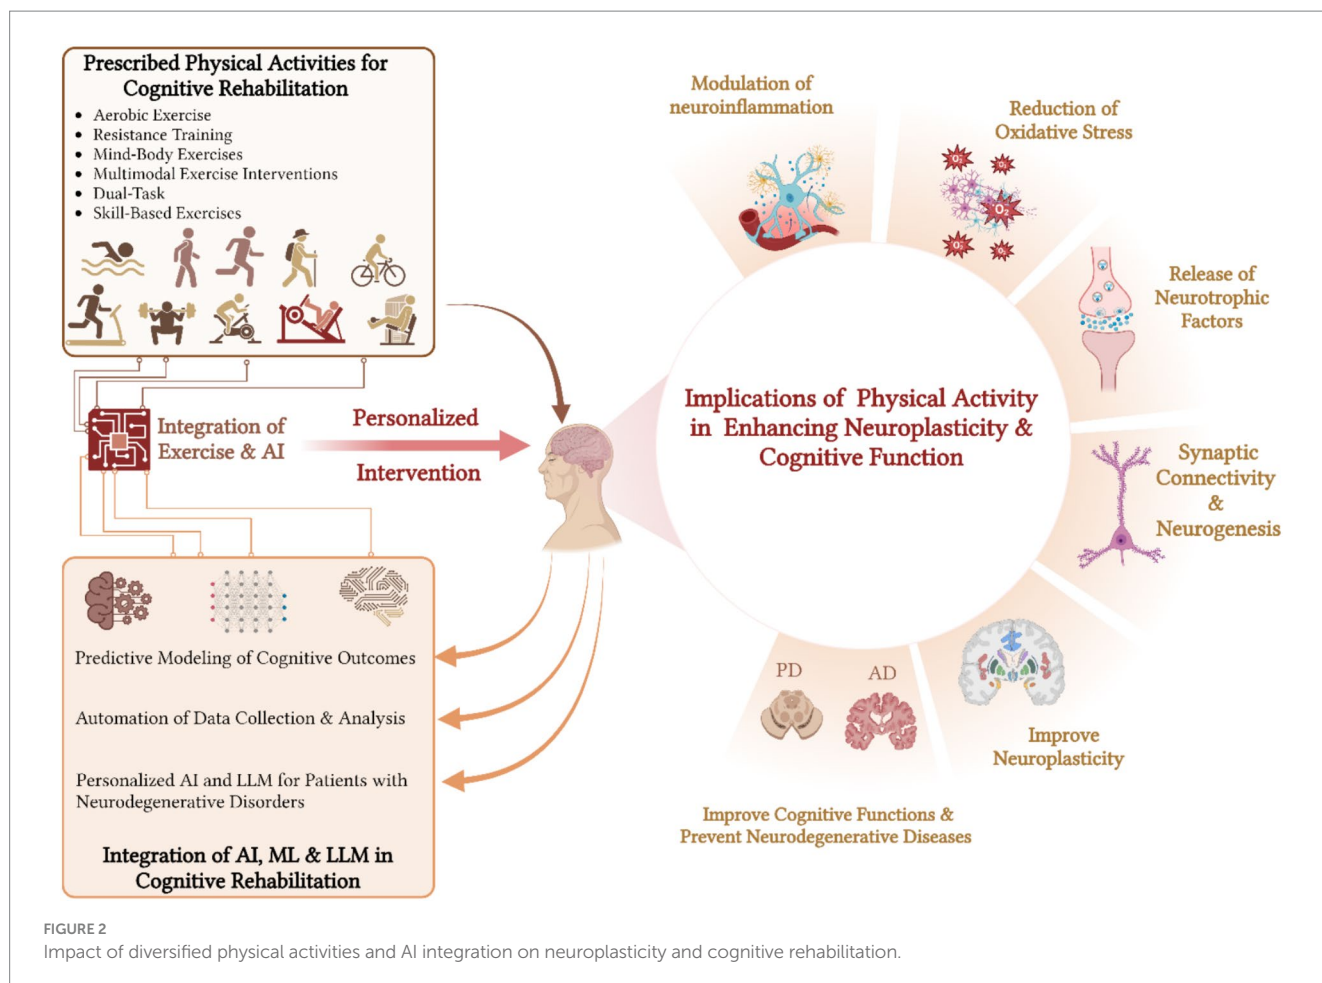 Prescribed Physical Activities for
Cognitive Rehabilitation
• Aerobic Exercise
• Resistance Training
• Mind-Body Exercises
• Multimodal Exercise Interventions
• Dual-Task
• Skill-Based Exercises
Integration of
Exercise & AI
Personalized
Intervention
Predictive Modeling of Cognitive Outcomes
Automation of Data Collection & Analysis
Personalized AI and LLM for Patients with
Neurodegenerative Disorders
Integration of AI, ML & LLM in
Cognitive Rehabilitation
Implications of Physical Activity
in Enhancing Neuroplasticity &
Cognitive Function
Modulation of
neuroinflammation
Reduction of
Oxidative Stress
O₂
O₂
O₂
O₂
O₂
Release of
Neurotrophic
Factors
Synaptic
Connectivity
&
Neurogenesis
Improve
Neuroplasticity
PD
AD
Improve Cognitive Functions &
Prevent Neurodegenerative Diseases
FIGURE 2
Impact of diversified physical activities and AI integration on neuroplasticity and cognitive rehabilitation.